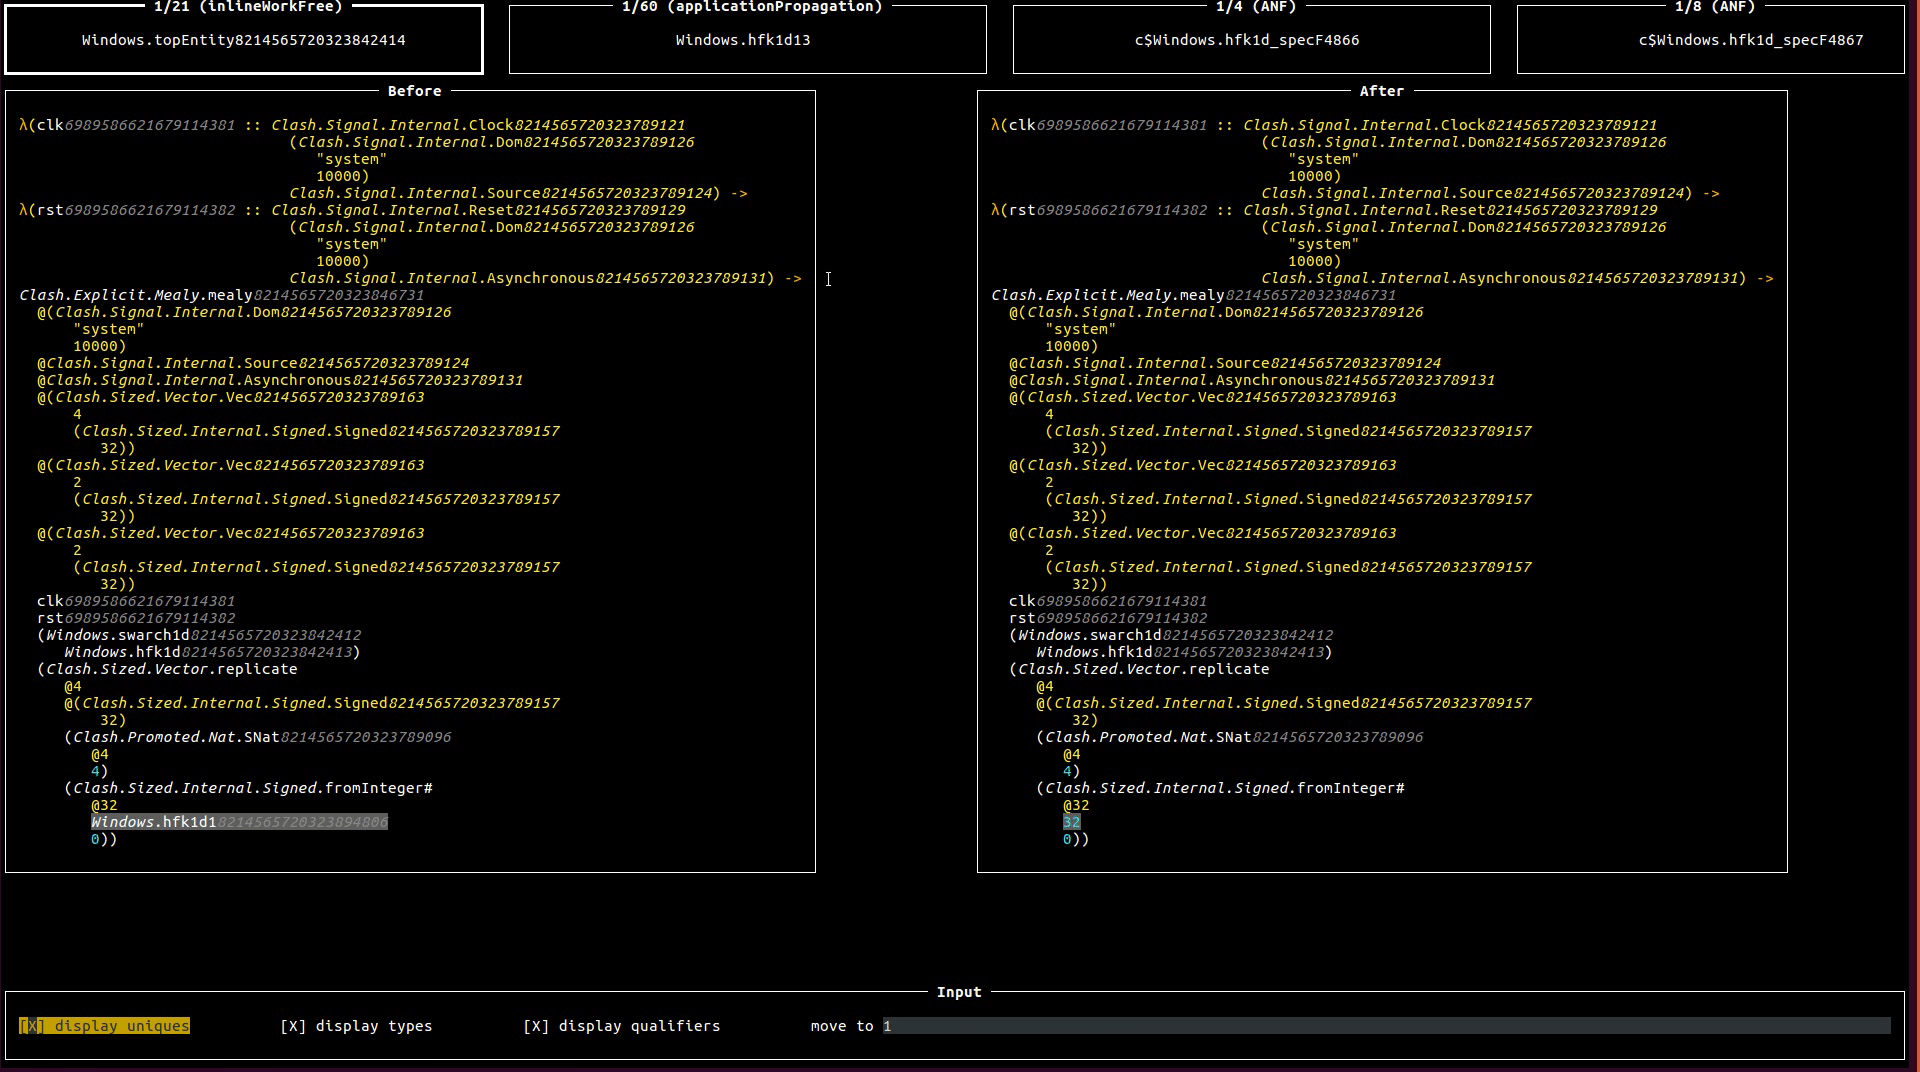 1/21 (inlineWorkFree)
Windows.topEntity8214565720323842414
1/60 (applicationPropagation)
Windows.hfk1d13
1/4 (ANF)
c$Windows.hfk1d_specF4866
1/8 (ANF)
c$Windows.hfk1d_specF4867
Before
λ(clk6989586621679114381 :: Clash.Signal.Internal.Clock8214565720323789121
(Clash.Signal.Internal.Dom8214565720323789126
"system"
10000)
Clash.Signal.Internal.Source8214565720323789124) ->
λ(rst6989586621679114382 :: Clash.Signal.Internal.Reset8214565720323789129
(Clash.Signal.Internal.Dom8214565720323789126
"system"
10000)
Clash.Signal.Internal.Asynchronous8214565720323789131) ->
Clash.Explicit.Mealy.mealy8214565720323846731
@(Clash.Signal.Internal.Dom8214565720323789126
"system"
10000)
@Clash.Signal.Internal.Source8214565720323789124
@Clash.Signal.Internal.Asynchronous8214565720323789131
@(Clash.Sized.Vector.Vec8214565720323789163
4
(Clash.Sized.Internal.Signed.Signed8214565720323789157
32))
@(Clash.Sized.Vector.Vec8214565720323789163
2
(Clash.Sized.Internal.Signed.Signed8214565720323789157
32))
@(Clash.Sized.Vector.Vec8214565720323789163
2
(Clash.Sized.Internal.Signed.Signed8214565720323789157
32))
clk6989586621679114381
rst6989586621679114382
(Windows.swarch1d8214565720323842412
Windows.hfk1d8214565720323842413)
(Clash.Sized.Vector.replicate
@4
@(Clash.Sized.Internal.Signed.Signed8214565720323789157
32)
(Clash.Promoted.Nat.SNat8214565720323789096
@4
4)
(Clash.Sized.Internal.Signed.fromInteger#
@32
Windows.hfk1d18214565720323894806
0))
After
λ(clk6989586621679114381 :: Clash.Signal.Internal.Clock8214565720323789121
(Clash.Signal.Internal.Dom8214565720323789126
"system"
10000)
Clash.Signal.Internal.Source8214565720323789124) ->
λ(rst6989586621679114382 :: Clash.Signal.Internal.Reset8214565720323789129
(Clash.Signal.Internal.Dom8214565720323789126
"system"
10000)
Clash.Signal.Internal.Asynchronous8214565720323789131) ->
Clash.Explicit.Mealy.mealy8214565720323846731
@(Clash.Signal.Internal.Dom8214565720323789126
"system"
10000)
@Clash.Signal.Internal.Source8214565720323789124
@Clash.Signal.Internal.Asynchronous8214565720323789131
@(Clash.Sized.Vector.Vec8214565720323789163
4
(Clash.Sized.Internal.Signed.Signed8214565720323789157
32))
@(Clash.Sized.Vector.Vec8214565720323789163
2
(Clash.Sized.Internal.Signed.Signed8214565720323789157
32))
@(Clash.Sized.Vector.Vec8214565720323789163
2
(Clash.Sized.Internal.Signed.Signed8214565720323789157
32))
clk6989586621679114381
rst6989586621679114382
(Windows.swarch1d8214565720323842412
Windows.hfk1d8214565720323842413)
(Clash.Sized.Vector.replicate
@4
@(Clash.Sized.Internal.Signed.Signed8214565720323789157
32)
(Clash.Promoted.Nat.SNat8214565720323789096
@4
4)
(Clash.Sized.Internal.Signed.fromInteger#
@32
32
0))
Input
[X] display uniques [X] display types [X] display qualifiers move to 1